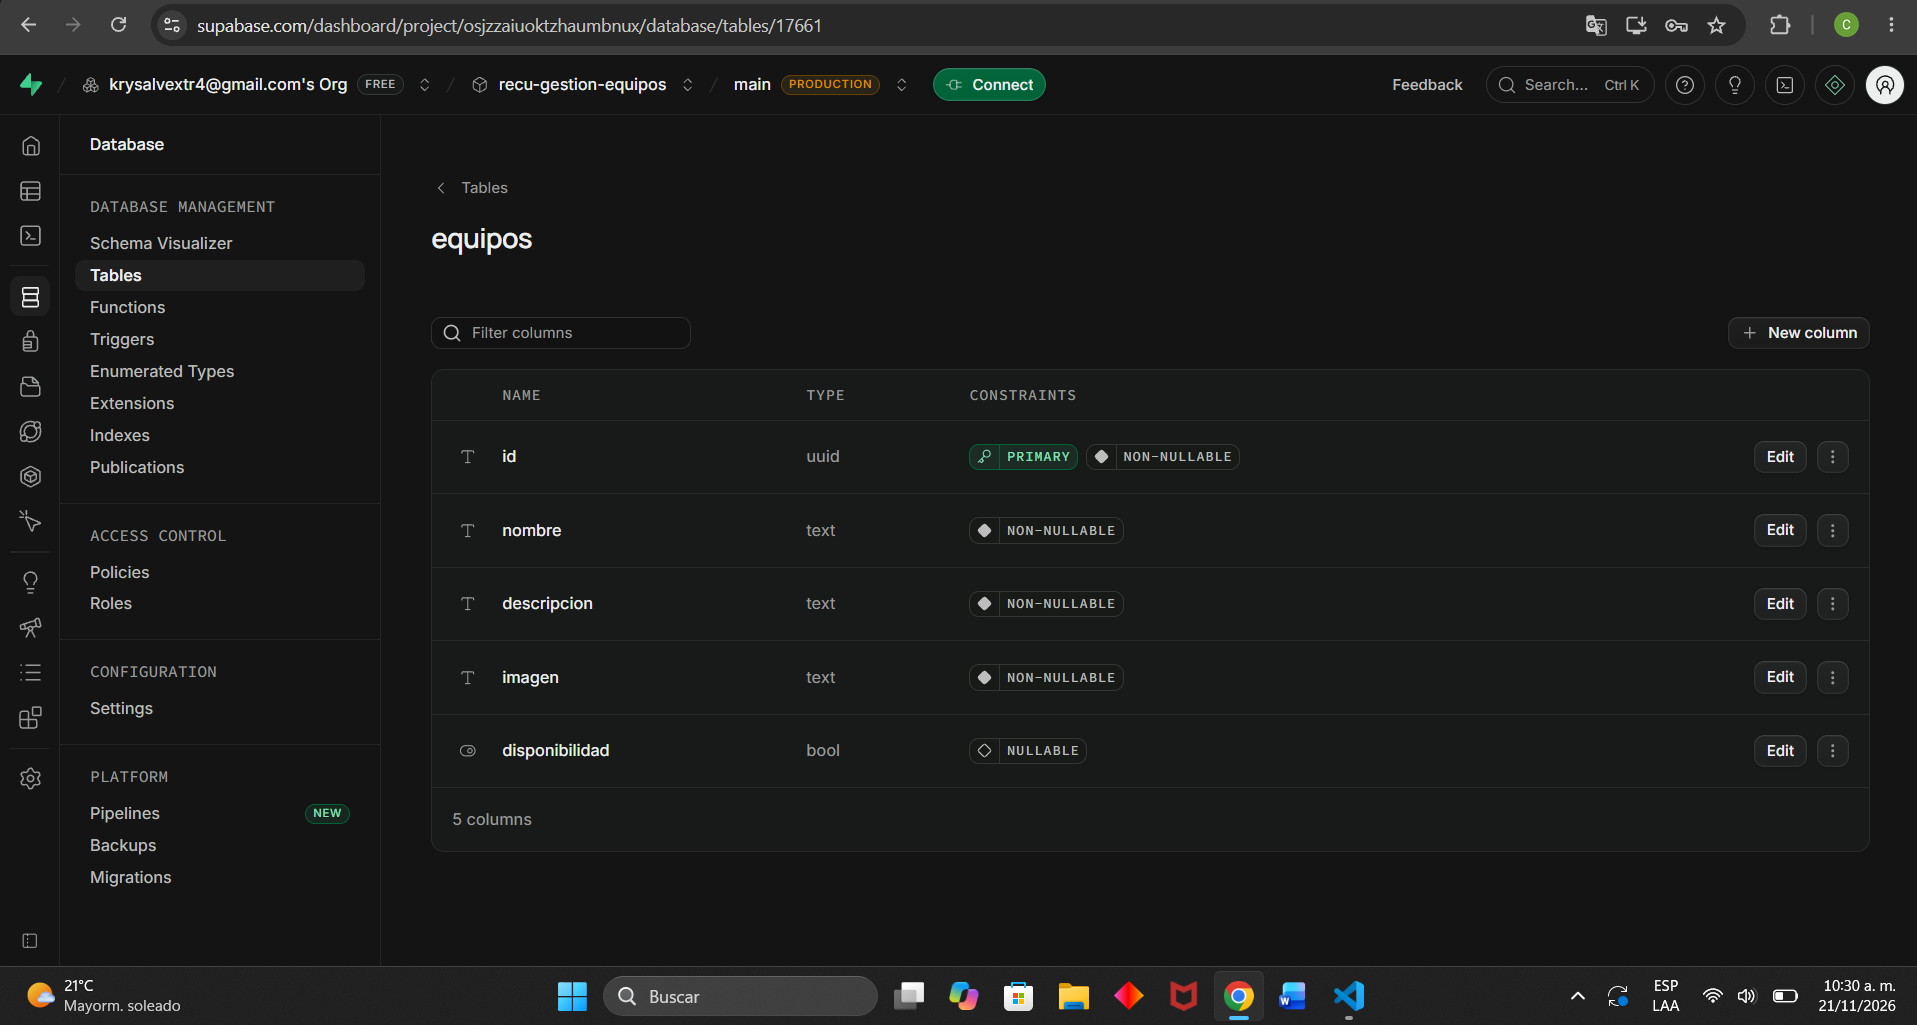 supabase.com/dashboard/project/osjzzaiuoktzhaumbnux/database/tables/17661
C
krysalvextr4@gmail.com's Org FREE
recu-gestion-equipos
main PRODUCTION
Connect
Feedback
Search... Ctrl K
Database
DATABASE MANAGEMENT
Schema Visualizer
Tables
Functions
Triggers
Enumerated Types
Extensions
Indexes
Publications
ACCESS CONTROL
Policies
Roles
CONFIGURATION
Settings
PLATFORM
Pipelines NEW
Backups
Migrations
Tables
equipos
Filter columns
New column
NAME TYPE CONSTRAINTS
id uuid PRIMARY NON-NULLABLE Edit
nombre text NON-NULLABLE Edit
descripcion text NON-NULLABLE Edit
imagen text NON-NULLABLE Edit
disponibilidad bool NULLABLE Edit
5 columns
21°C
Mayorm. soleado
Buscar
ESP
LAA
10:30 a. m.
21/11/2026